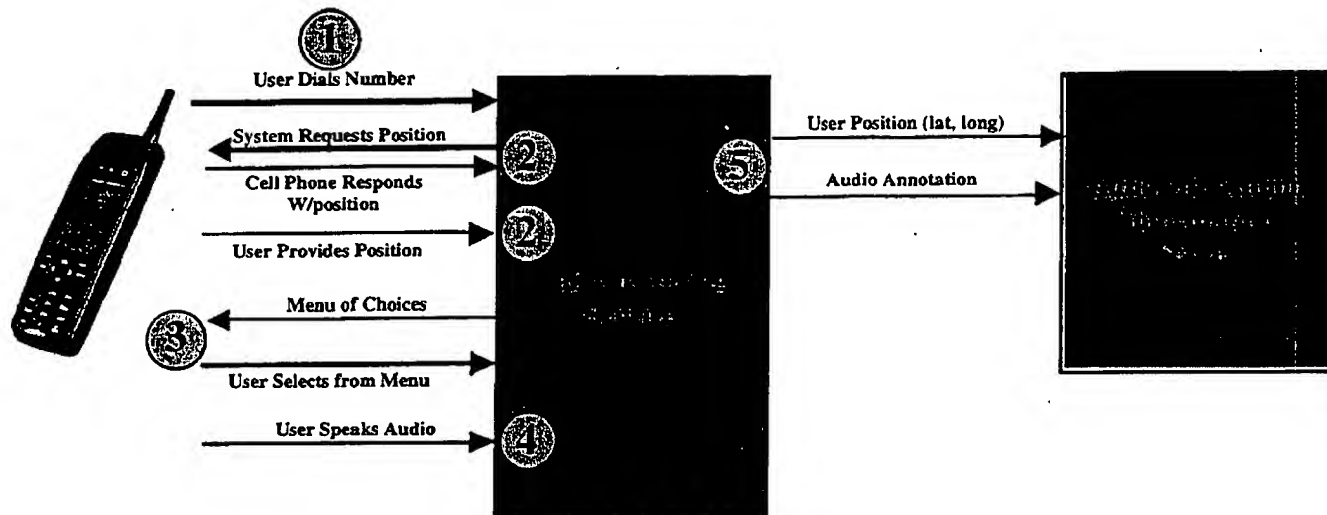 1
User Dials Number
System Requests Position
2
Cell Phone Responds
W/position
2
User Provides Position
Menu of Choices
3
User Selects from Menu
User Speaks Audio
4
5
User Position (lat, long)
Audio Annotation